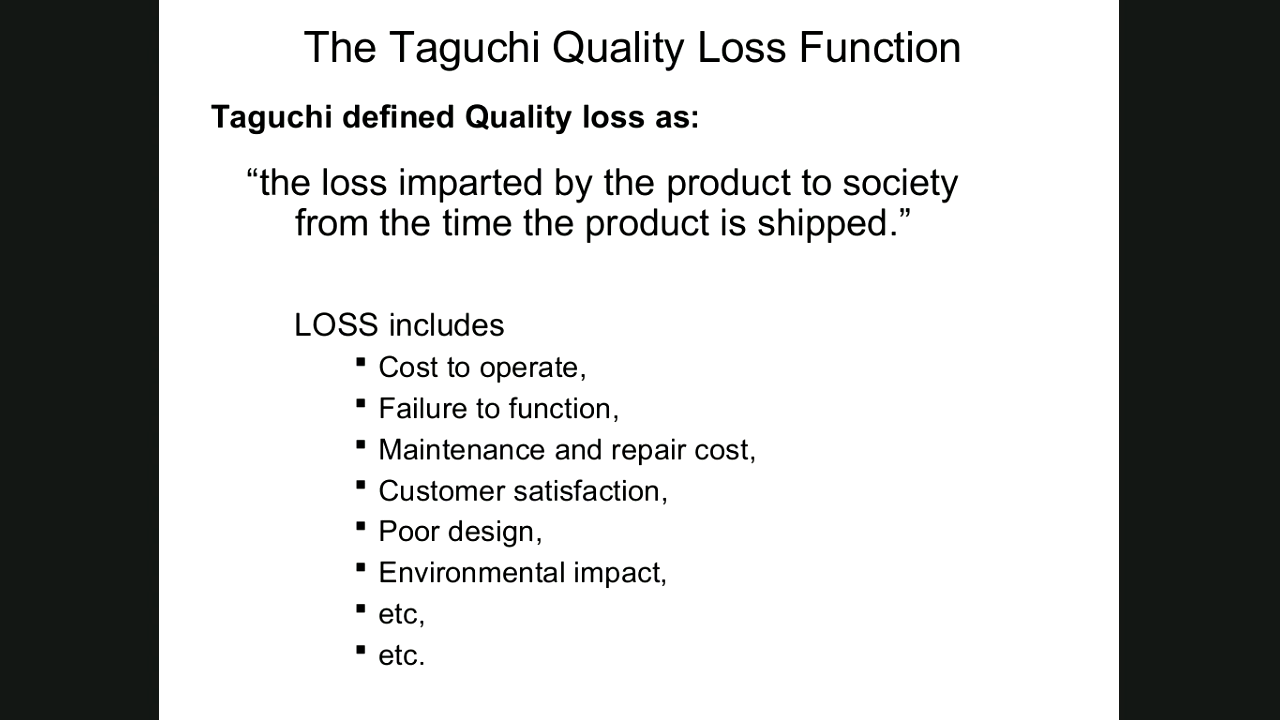 The Taguchi Quality Loss Function
Taguchi defined Quality loss as:
“the loss imparted by the product to society
from the time the product is shipped.”
LOSS includes
▪ Cost to operate,
▪ Failure to function,
▪ Maintenance and repair cost,
▪ Customer satisfaction,
▪ Poor design,
▪ Environmental impact,
▪ etc,
▪ etc.